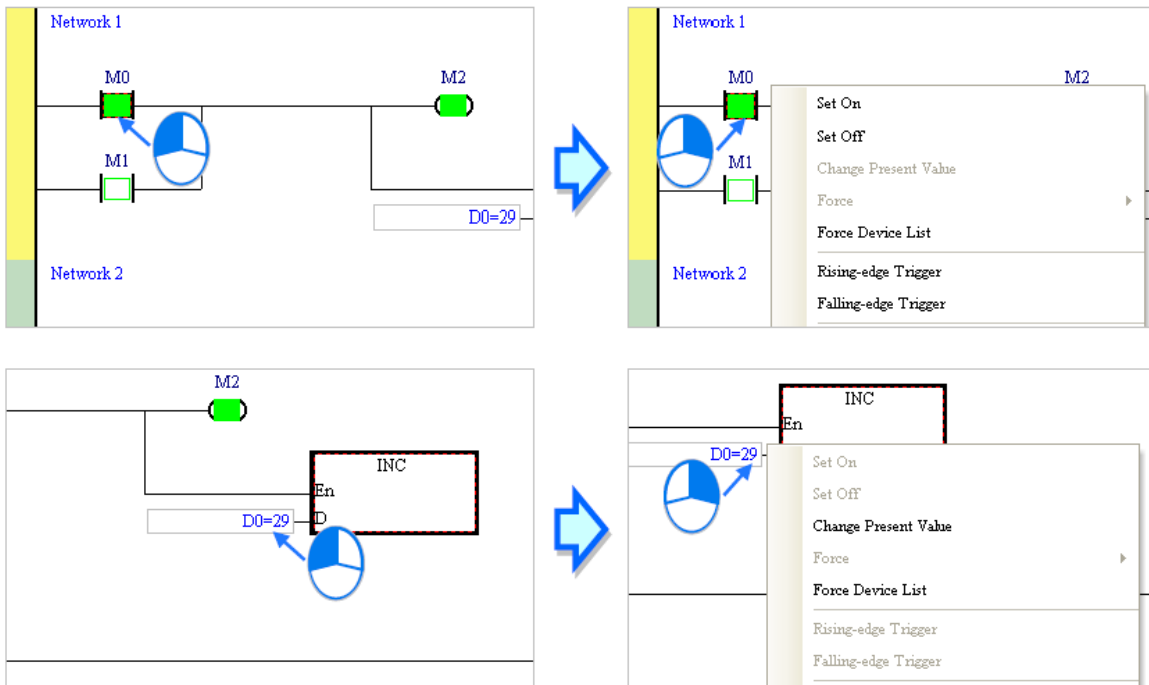 Network 1
M0
M2
M1
D0=29
Network 2
Network 1
M0
M2
M1
Network 2
Set On
Set Off
Change Present Value
Force
Force Device List
Rising-edge Trigger
Falling-edge Trigger
M2
INC
En
D0=29
D
INC
En
D0=29
Set On
Set Off
Change Present Value
Force
Force Device List
Rising-edge Trigger
Falling-edge Trigger